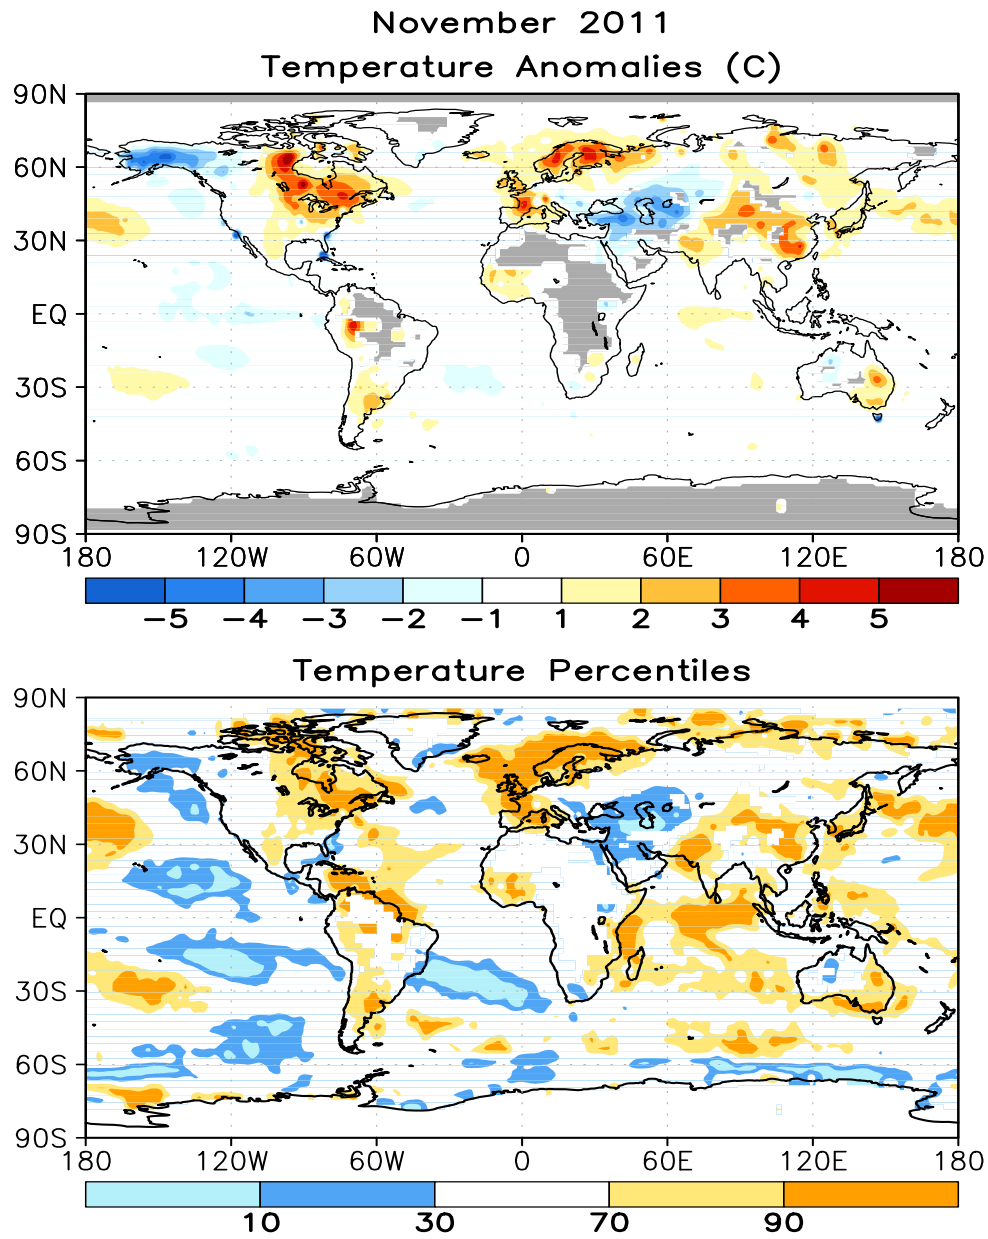 November 2011
Temperature Anomalies (C)
90N
60N
30N
EQ
30S
60S
90S
180 120W 60W 0 60E 120E 180
-5 -4 -3 -2 -1 1 2 3 4 5
Temperature Percentiles
90N
60N
30N
EQ
30S
60S
90S
180 120W 60W 0 60E 120E 180
10 30 70 90